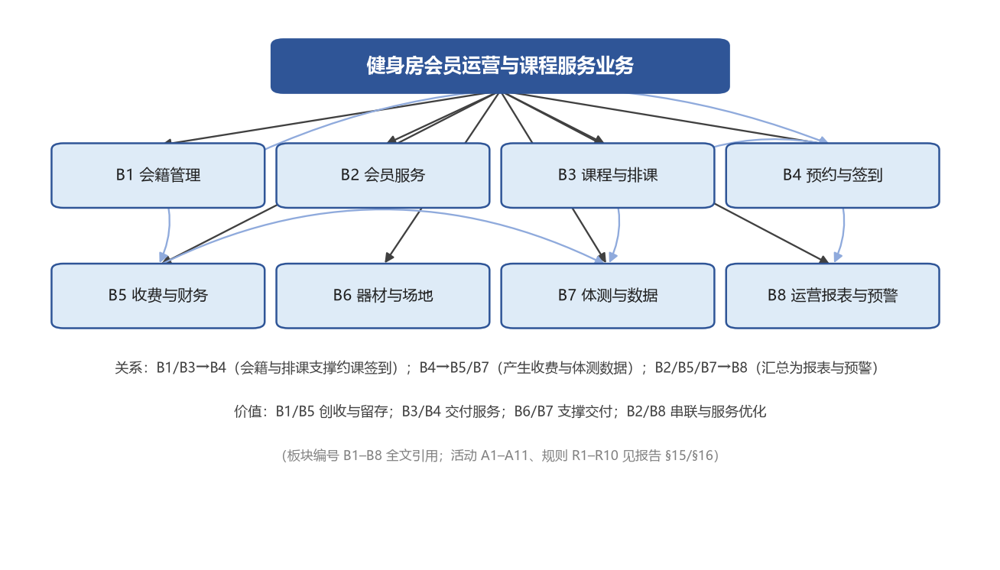 健身房会员运营与课程服务业务
B1 会籍管理
B2 会员服务
B3 课程与排课
B4 预约与签到
B5 收费与财务
B6 器材与场地
B7 体测与数据
B8 运营报表与预警
关系：B1/B3→B4（会籍与排课支撑约课签到）；B4→B5/B7（产生收费与体测数据）；B2/B5/B7→B8（汇总为报表与预警）
价值：B1/B5 创收与留存；B3/B4 交付服务；B6/B7 支撑交付；B2/B8 串联与服务优化
（板块编号 B1–B8 全文引用；活动 A1–A11、规则 R1–R10 见报告 §15/§16）